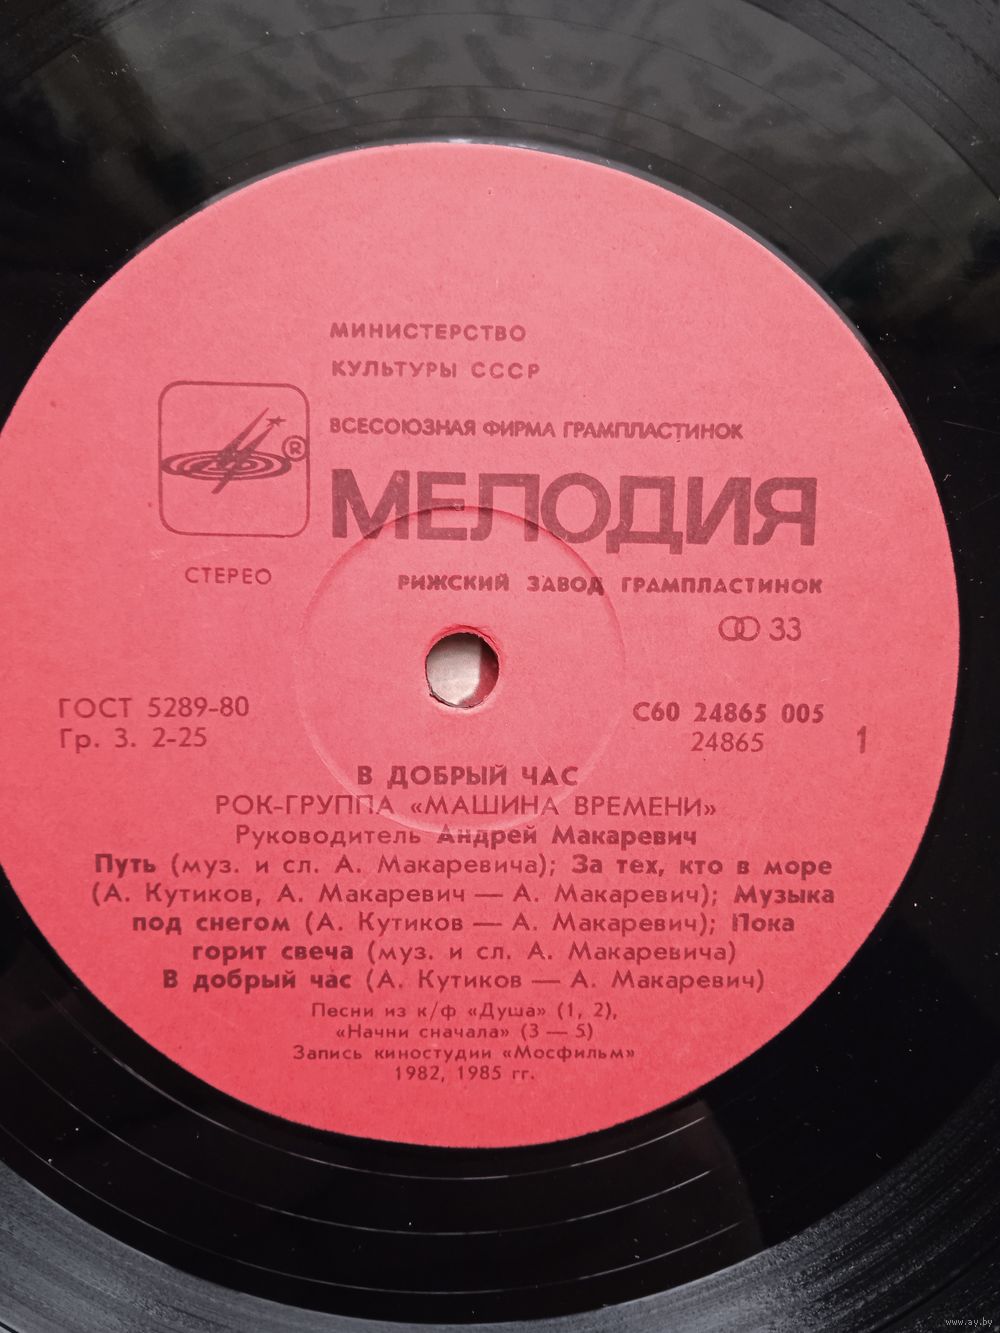 МИНИСТЕРСТВО
КУЛЬТУРЫ СССР
ВСЕСОЮЗНАЯ ФИРМА ГРАМПЛАСТИНОК
®
МЕЛОДИЯ
СТЕРЕО
РИЖСКИЙ ЗАВОД ГРАМПЛАСТИНОК
33
ГОСТ 5289-80
Гр. 3. 2-25
С60 24865 005
24865
1
В ДОБРЫЙ ЧАС
РОК-ГРУППА «МАШИНА ВРЕМЕНИ»
Руководитель Андрей Макаревич
Путь (муз. и сл. А. Макаревича); За тех, кто в море
(А. Кутиков, А. Макаревич — А. Макаревич); Музыка
под снегом (А. Кутиков — А. Макаревич); Пока
горит свеча (муз. и сл. А. Макаревича)
В добрый час (А. Кутиков — А. Макаревич)
Песни из к/ф «Душа» (1, 2),
«Начни сначала» (3 — 5)
Запись киностудии «Мосфильм»
1982, 1985 гг.
www.ay.by